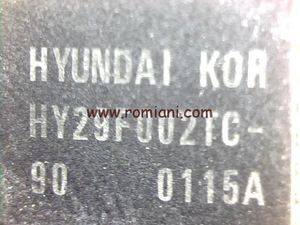 HYUNDAI KOR
www.romiani.com
HY29F002TC-
90 0115A